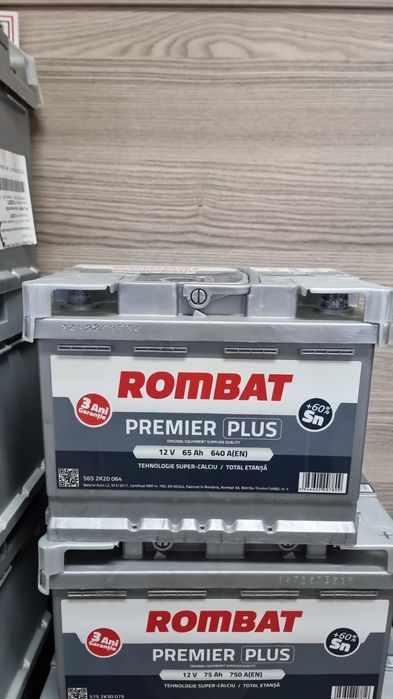 3 Ani
Garanție
ROMBAT
+60%
Sn
PREMIER PLUS
ORIGINAL EQUIPMENT SUPPLIER QUALITY
12 V 65 Ah 640 A(EN)
TEHNOLOGIE SUPER-CALCIU / TOTAL ETANȘĂ
565 2K20 064
3 Ani
Garanție
ROMBAT
+60%
Sn
PREMIER PLUS
ORIGINAL EQUIPMENT SUPPLIER QUALITY
12 V 75 Ah 750 A(EN)
TEHNOLOGIE SUPER-CALCIU / TOTAL ETANȘĂ
575 2K30 075